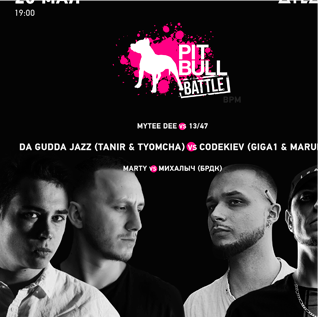 19:00
PIT
BULL
BATTLE
BPM
MYTEE DEE VS 13/47
DA GUDDA JAZZ (TANIR & TYOMCHA) VS CODEKIEV (GIGA1 & MARU
MARTY VS МИХАЛЫЧ (БРДК)